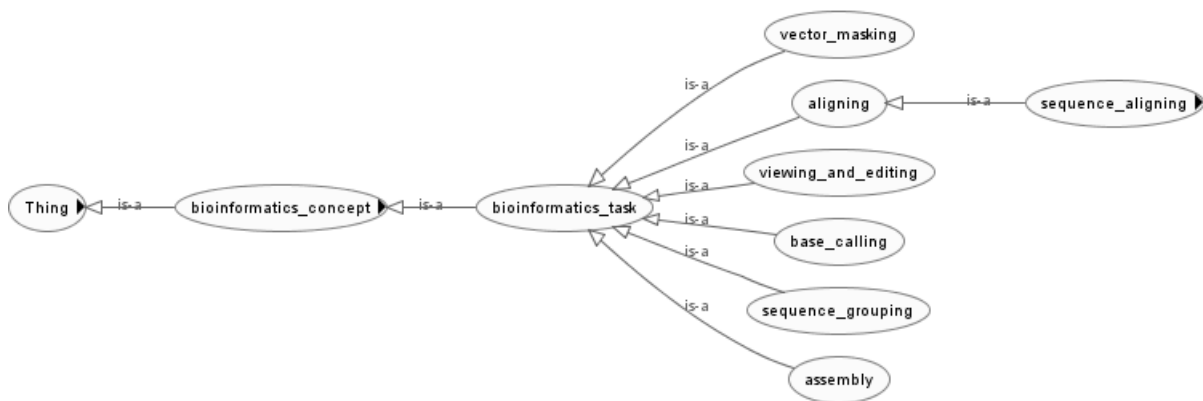 vector_masking
is-a
aligning
is-a
sequence_aligning
is-a
viewing_and_editing
is-a
Thing
is-a
bioinformatics_concept
is-a
bioinformatics_task
is-a
base_calling
is-a
sequence_grouping
is-a
assembly